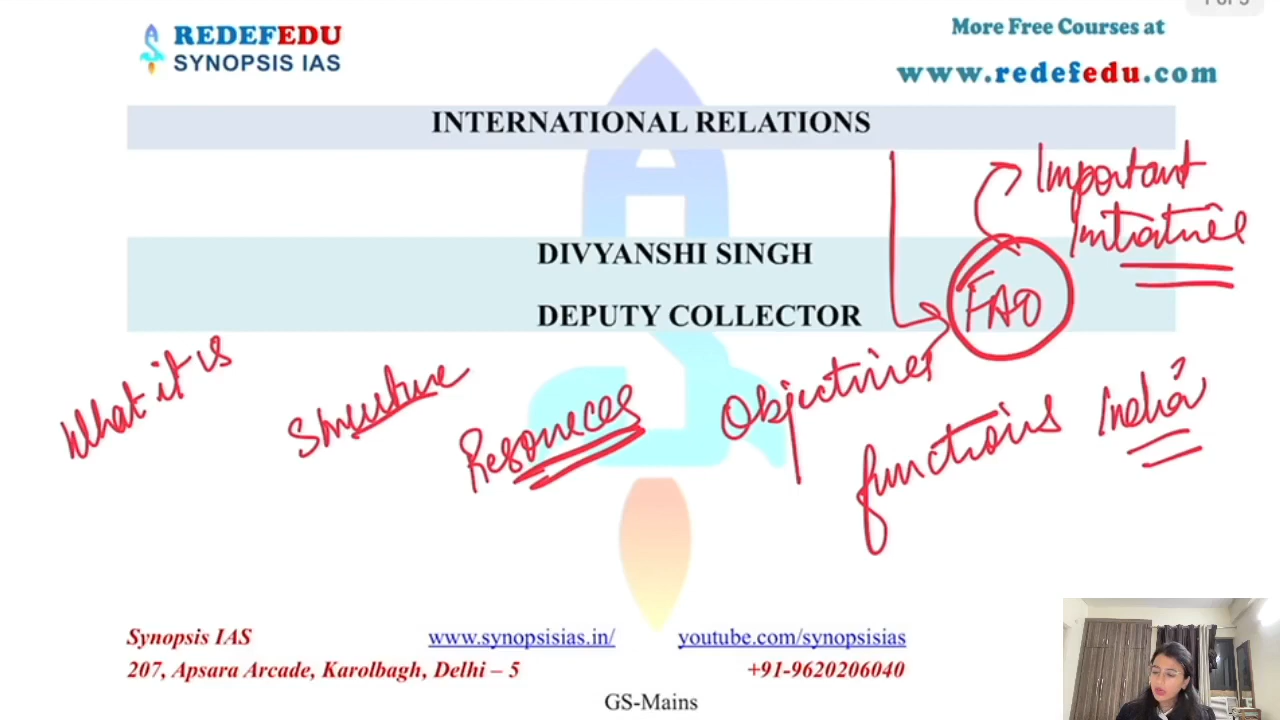 REDEFEDU
SYNOPSIS IAS
More Free Courses at
www.redefedu.com
INTERNATIONAL RELATIONS
Important
Initiative
DIVYANSHI SINGH
DEPUTY COLLECTOR
FAO
What it is
Structure
Resources
Objectives
functions
India
Synopsis IAS
www.synopsisias.in/
youtube.com/synopsisias
207, Apsara Arcade, Karolbagh, Delhi – 5
+91-9620206040
GS-Mains